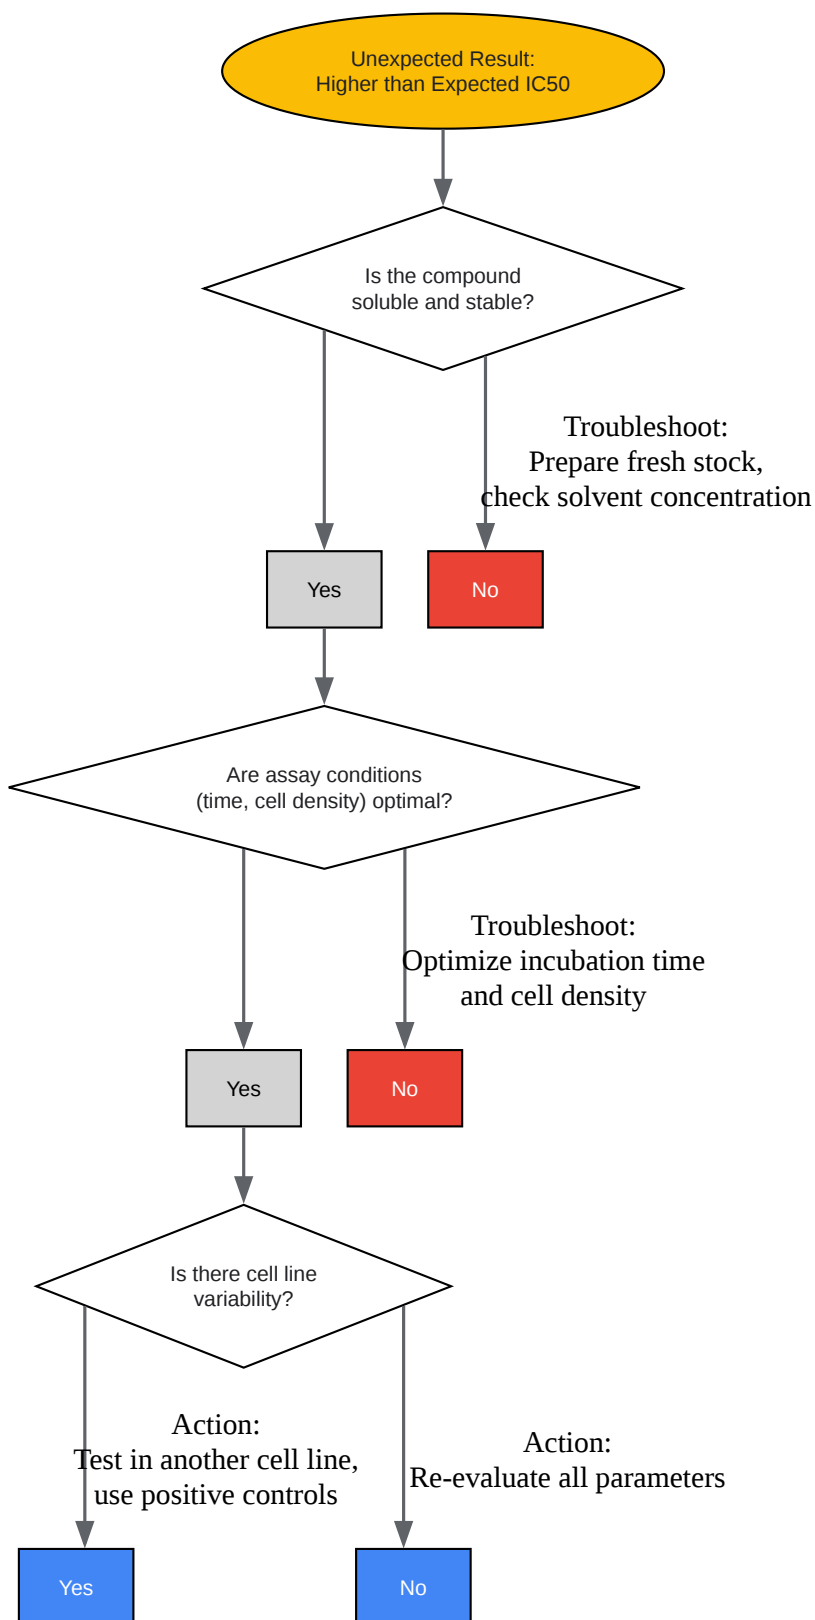 Unexpected Result:
Higher than Expected IC50
Is the compound
soluble and stable?
Troubleshoot:
Prepare fresh stock,
check solvent concentration
Yes
No
Are assay conditions
(time, cell density) optimal?
Troubleshoot:
Optimize incubation time
and cell density
Yes
No
Is there cell line
variability?
Action:
Test in another cell line,
use positive controls
Action:
Re-evaluate all parameters
Yes
No